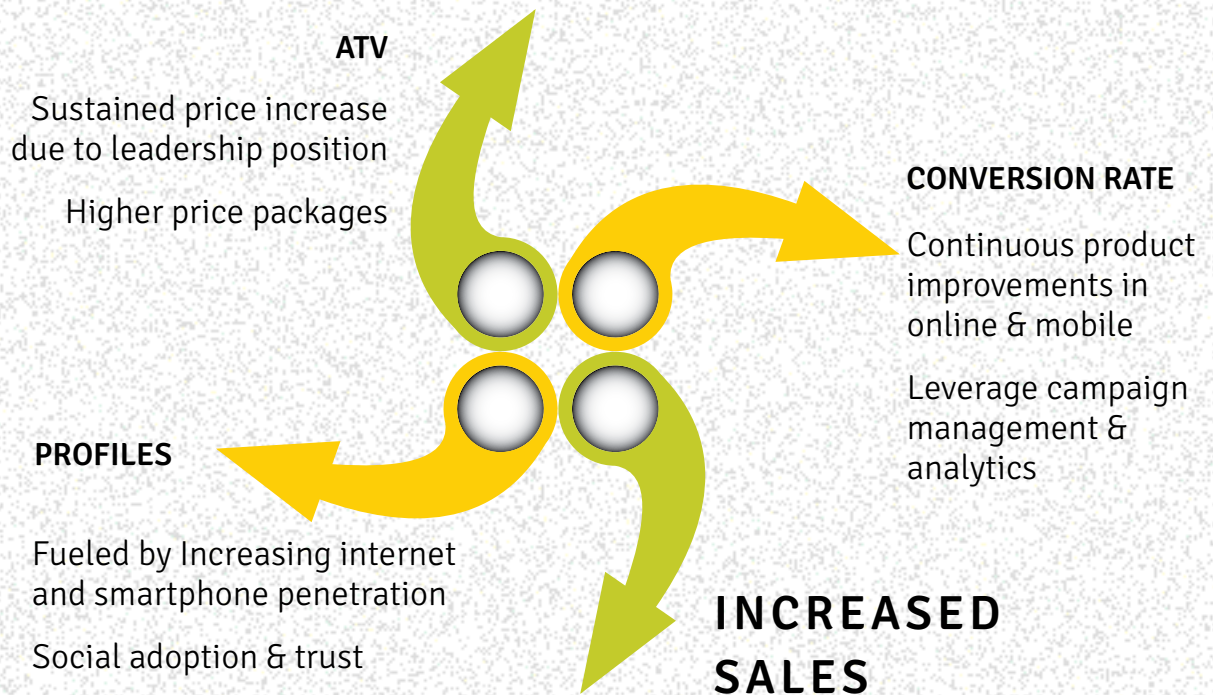 ATV
Sustained price increase
due to leadership position
Higher price packages
CONVERSION RATE
Continuous product
improvements in
online & mobile
Leverage campaign
management &
analytics
PROFILES
Fueled by Increasing internet
and smartphone penetration
Social adoption & trust
INCREASED
SALES